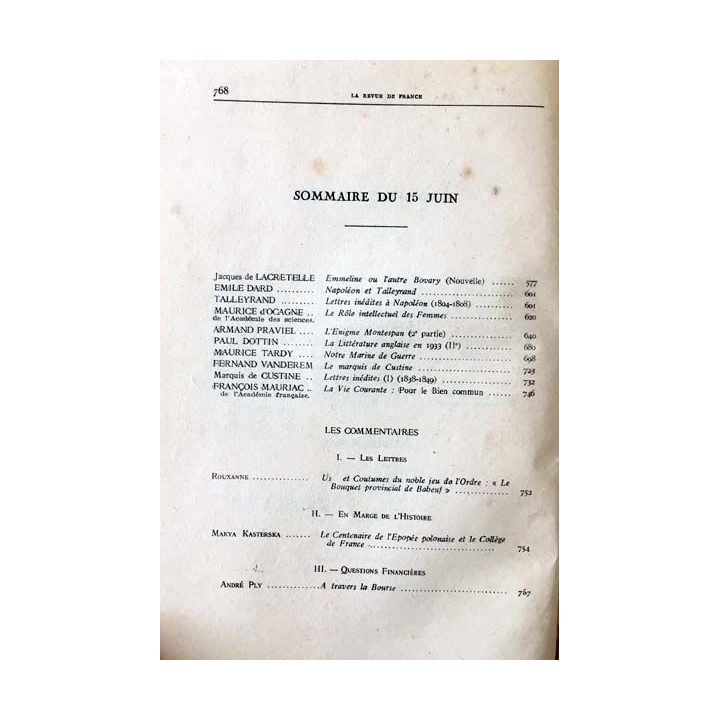 768
LA REVUE DE FRANCE
SOMMAIRE DU 15 JUIN
Jacques de LACRETELLE Emmeline ou l'autre Bovary (Nouvelle) ...... 577
EMILE DARD .......... Napoléon et Talleyrand .................... 601
TALLEYRAND ......... Lettres inédites à Napoléon (1804-1808) ....... 601
MAURICE d'OCAGNE .. Le Rôle intellectuel des Femmes .............. 620
de l'Académie des sciences.
ARMAND PRAVIEL .... L'Enigme Montespan (2e partie) .............. 640
PAUL DOTTIN ........ La Littérature anglaise en 1933 (IIe) ........... 680
MAURICE TARDY .... Notre Marine de Guerre ..................... 698
FERNAND VANDEREM Le marquis de Custine ....................... 723
Marquis de CUSTINE .. Lettres inédites (I) (1838-1849) ............... 732
FRANÇOIS MAURIAC .. La Vie Courante : Pour le Bien commun ...... 746
de l'Académie française.
LES COMMENTAIRES
I. — LES LETTRES
ROUXANNE .............. Us et Coutumes du noble jeu de l'Ordre : « Le
Bouquet provincial de Babeuf » .............. 752
II. — EN MARGE DE L'HISTOIRE
MARYA KASTERSKA ....... Le Centenaire de l'Epopée polonaise et le Collège
de France ................................. 754
III. — QUESTIONS FINANCIÈRES
ANDRÉ PLY .............. A travers la Bourse ........................... 767